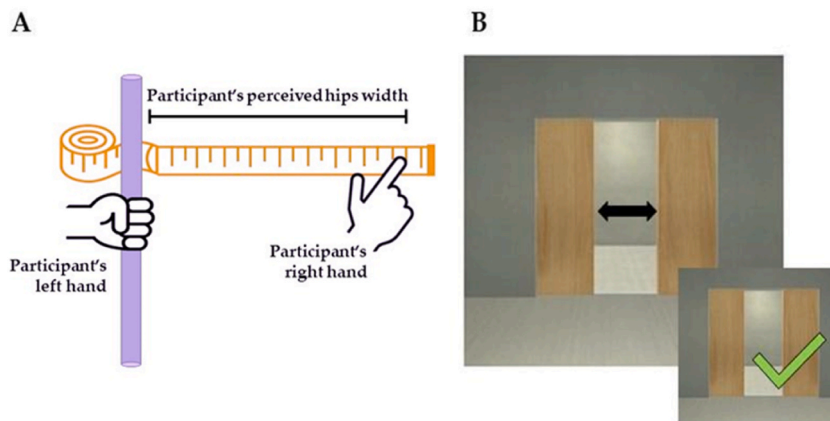 A
B
Participant's perceived hips width
Participant's
left hand
Participant's
right hand